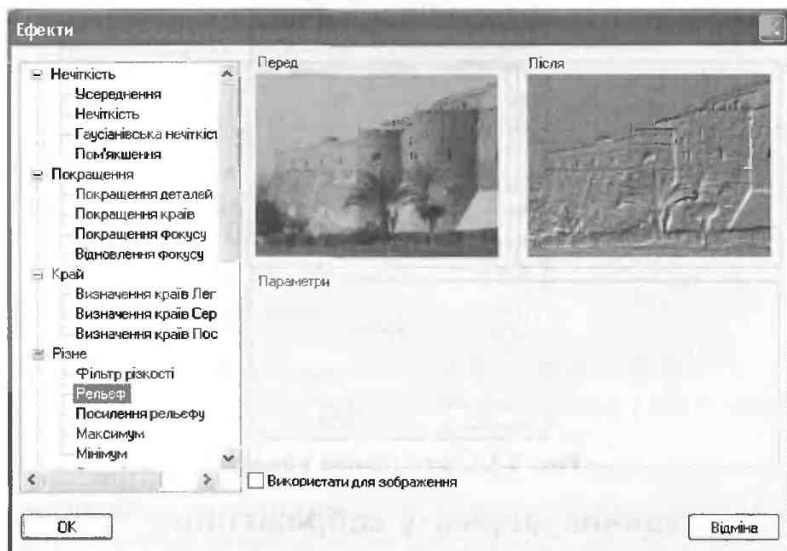 Ефекти
Нечіткість
Усереднення
Нечіткість
Гаусіанівська нечіткіст
Пом'якшення
Покращення
Покращення деталей
Покращення країв
Покращення фокусу
Відновлення фокусу
Край
Визначення країв Лег
Визначення країв Сер
Визначення країв Пос
Різне
Фільтр різкості
Рельєф
Посилення рельєфу
Максимум
Мінімум
Перед
Після
Параметри
Використати для зображення
OK
Відміна